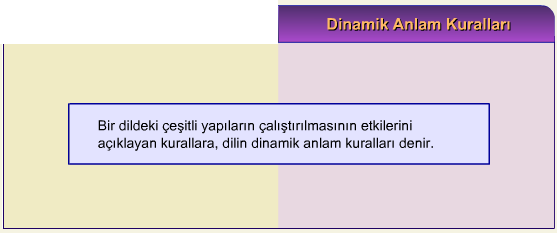 Dinamik Anlam Kuralları
Bir dildeki çeşitli yapıların çalıştırılmasının etkilerini
açıklayan kurallara, dilin dinamik anlam kuralları denir.